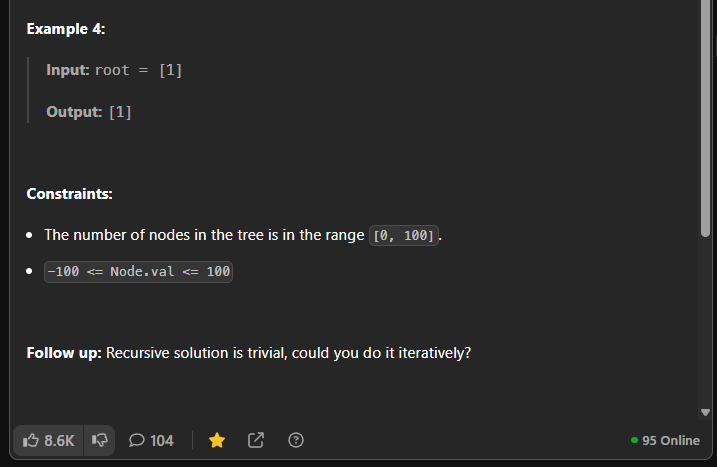 Example 4:
Input: root = [1]
Output: [1]
Constraints:
• The number of nodes in the tree is in the range [0, 100].
• -100 <= Node.val <= 100
Follow up: Recursive solution is trivial, could you do it iteratively?
8.6K 104 95 Online